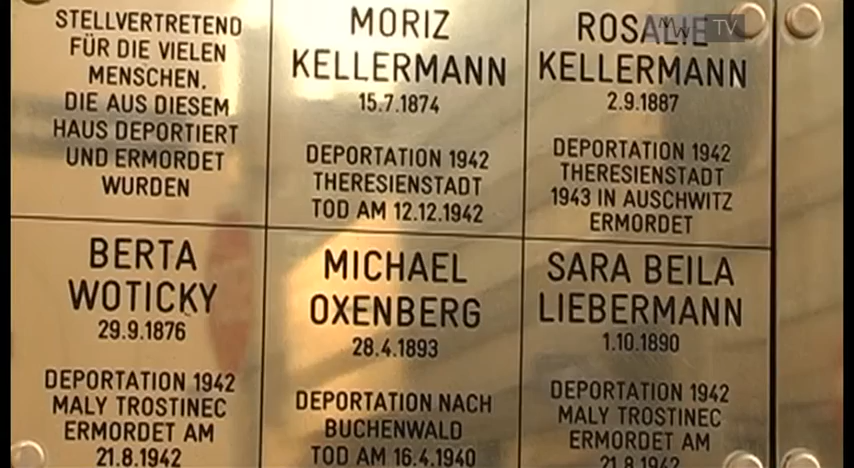 STELLVERTRETEND
FÜR DIE VIELEN
MENSCHEN,
DIE AUS DIESEM
HAUS DEPORTIERT
UND ERMORDET
WURDEN
MORIZ
KELLERMANN
15.7.1874
DEPORTATION 1942
THERESIENSTADT
TOD AM 12.12.1942
ROSALIE
KELLERMANN
2.9.1887
DEPORTATION 1942
THERESIENSTADT
1943 IN AUSCHWITZ
ERMORDET
BERTA
WOTICKY
29.9.1876
DEPORTATION 1942
MALY TROSTINEC
ERMORDET AM
21.8.1942
MICHAEL
OXENBERG
28.4.1893
DEPORTATION NACH
BUCHENWALD
TOD AM 16.4.1940
SARA BEILA
LIEBERMANN
1.10.1890
DEPORTATION 1942
MALY TROSTINEC
ERMORDET AM
21.8.1942
TV